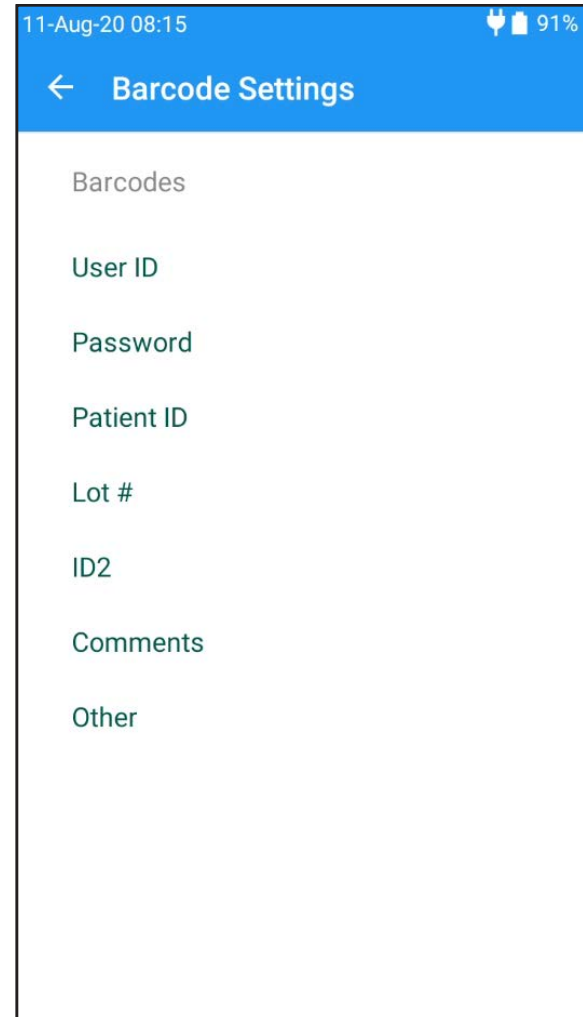 11-Aug-20 08:15 91%
Barcode Settings
Barcodes
User ID
Password
Patient ID
Lot #
ID2
Comments
Other